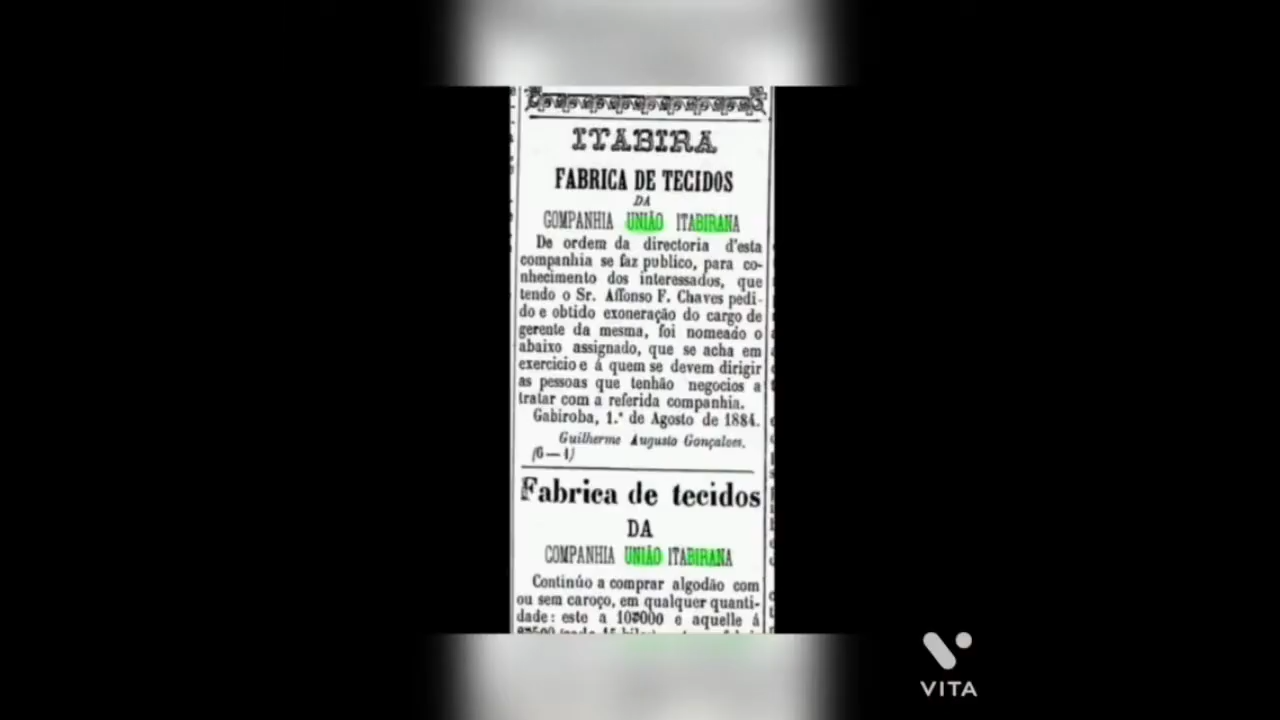 ITABIRA
FABRICA DE TECIDOS
DA
COMPANHIA UNIÃO ITABIRANA
De ordem da directoria d'esta
companhia se faz publico, para co-
nhecimento dos interessados, que
tendo o Sr. Affonso F. Chaves pedi-
do e obtido exoneração do cargo de
gerente da mesma, foi nomeado o
abaixo assignado, que se acha em
exercicio e á quem se devem dirigir
as pessoas que tenhão negocios a
tratar com a referida companhia.
Gabiroba, 1.º de Agosto de 1884.
Guilherme Augusto Gonçalves.
(6—1)
Fabrica de tecidos
DA
COMPANHIA UNIÃO ITABIRANA
Continúo a comprar algodão com
ou sem caroço, em qualquer quanti-
dade: este a 10$000 e aquelle á
VITA